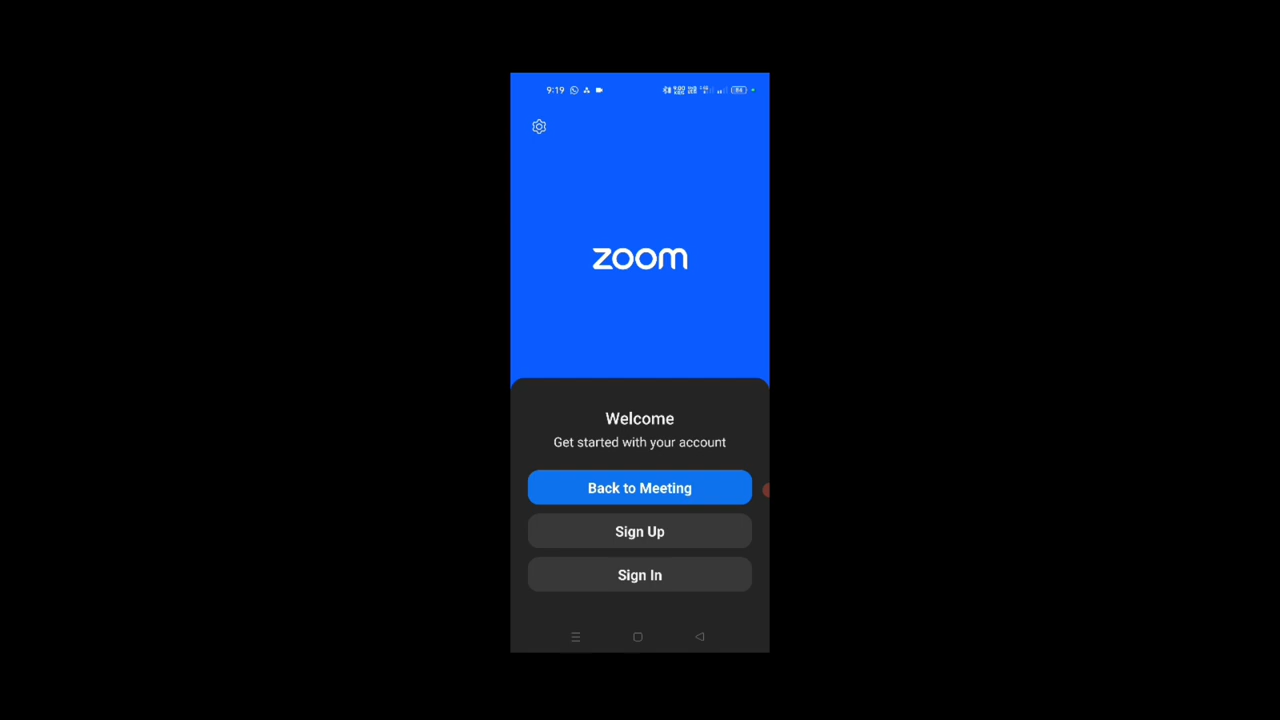 9:19
zoom
Welcome
Get started with your account
Back to Meeting
Sign Up
Sign In